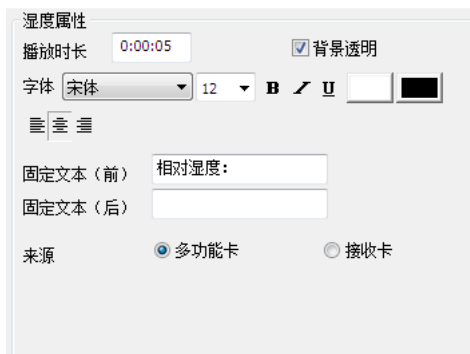 湿度属性
播放时长 0:00:05 背景透明
字体 宋体 12 B I U
固定文本（前） 相对湿度：
固定文本（后）
来源 多功能卡 接收卡